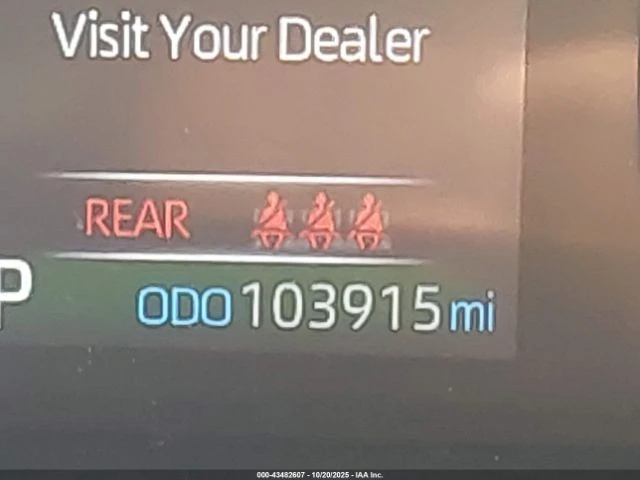 Visit Your Dealer
REAR
P
ODO 103915 mi
000-43482607 - 10/20/2025 - IAA Inc.